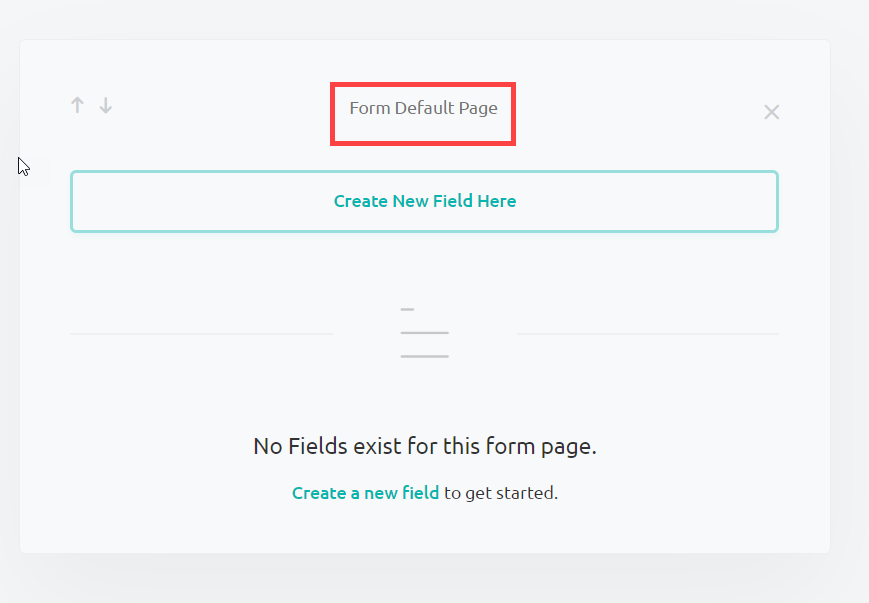 Form Default Page
Create New Field Here
No Fields exist for this form page.
Create a new field to get started.